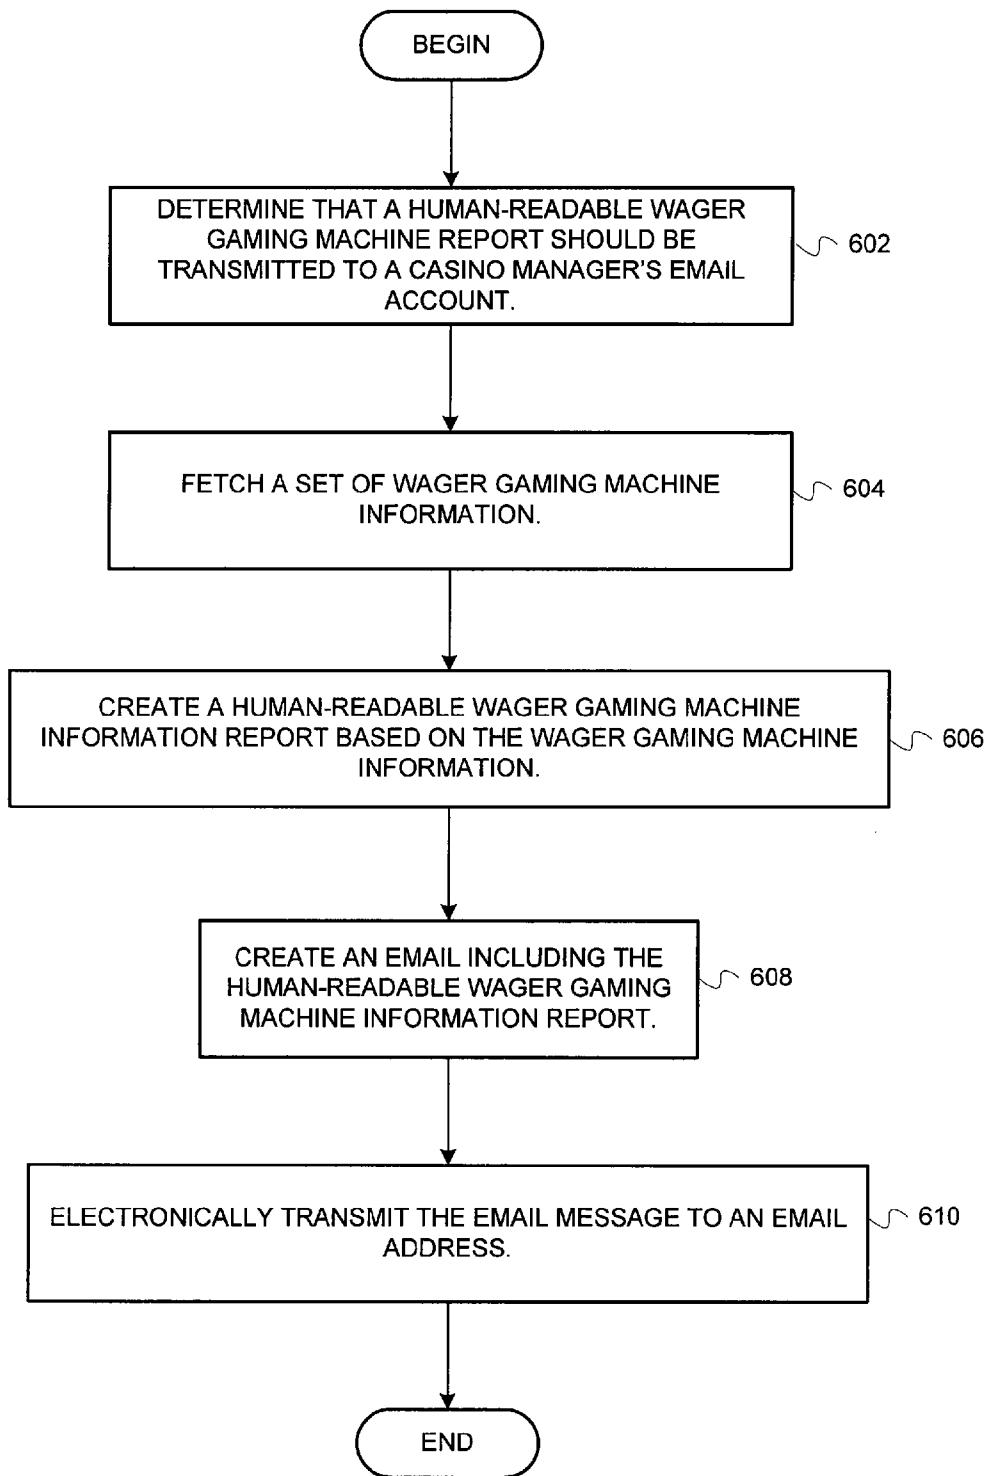 BEGIN
DETERMINE THAT A HUMAN-READABLE WAGER
GAMING MACHINE REPORT SHOULD BE
TRANSMITTED TO A CASINO MANAGER'S EMAIL
ACCOUNT.
602
FETCH A SET OF WAGER GAMING MACHINE
INFORMATION.
604
CREATE A HUMAN-READABLE WAGER GAMING MACHINE
INFORMATION REPORT BASED ON THE WAGER GAMING MACHINE
INFORMATION.
606
CREATE AN EMAIL INCLUDING THE
HUMAN-READABLE WAGER GAMING
MACHINE INFORMATION REPORT.
608
ELECTRONICALLY TRANSMIT THE EMAIL MESSAGE TO AN EMAIL
ADDRESS.
610
END